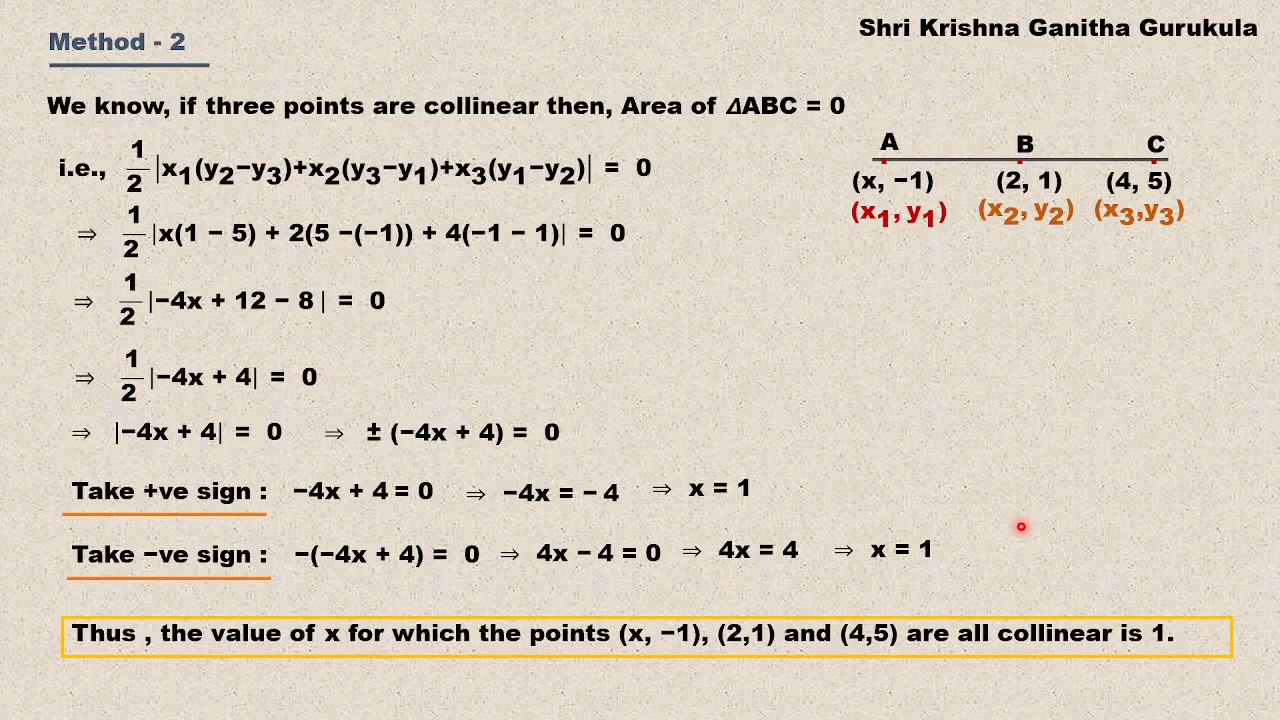 Shri Krishna Ganitha Gurukula
Method - 2
We know, if three points are collinear then, Area of ΔABC = 0
i.e., 1/2 |x₁(y₂−y₃)+x₂(y₃−y₁)+x₃(y₁−y₂)| = 0
A B C
(x, −1) (2, 1) (4, 5)
(x₁, y₁) (x₂, y₂) (x₃,y₃)
⇒ 1/2 |x(1 − 5) + 2(5 −(−1)) + 4(−1 − 1)| = 0
⇒ 1/2 |−4x + 12 − 8| = 0
⇒ 1/2 |−4x + 4| = 0
⇒ |−4x + 4| = 0 ⇒ ± (−4x + 4) = 0
Take +ve sign : −4x + 4 = 0 ⇒ −4x = − 4 ⇒ x = 1
Take −ve sign : −(−4x + 4) = 0 ⇒ 4x − 4 = 0 ⇒ 4x = 4 ⇒ x = 1
Thus , the value of x for which the points (x, −1), (2,1) and (4,5) are all collinear is 1.